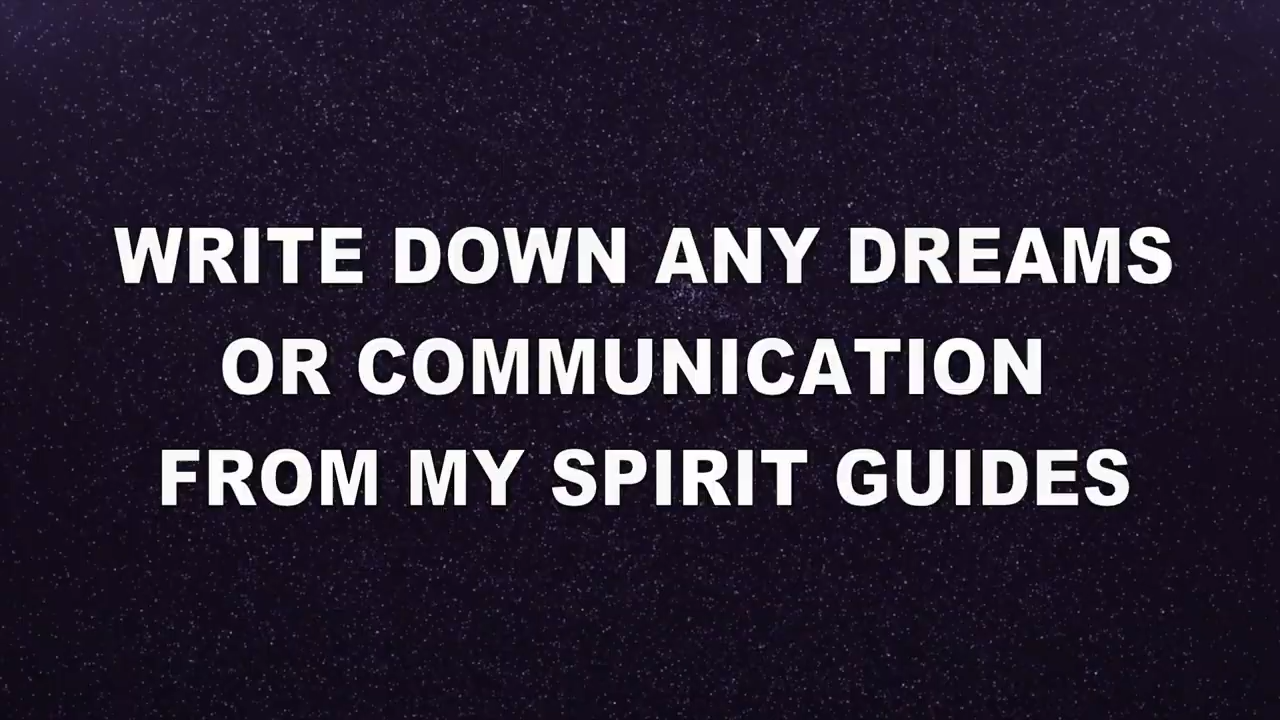 WRITE DOWN ANY DREAMS
OR COMMUNICATION
FROM MY SPIRIT GUIDES